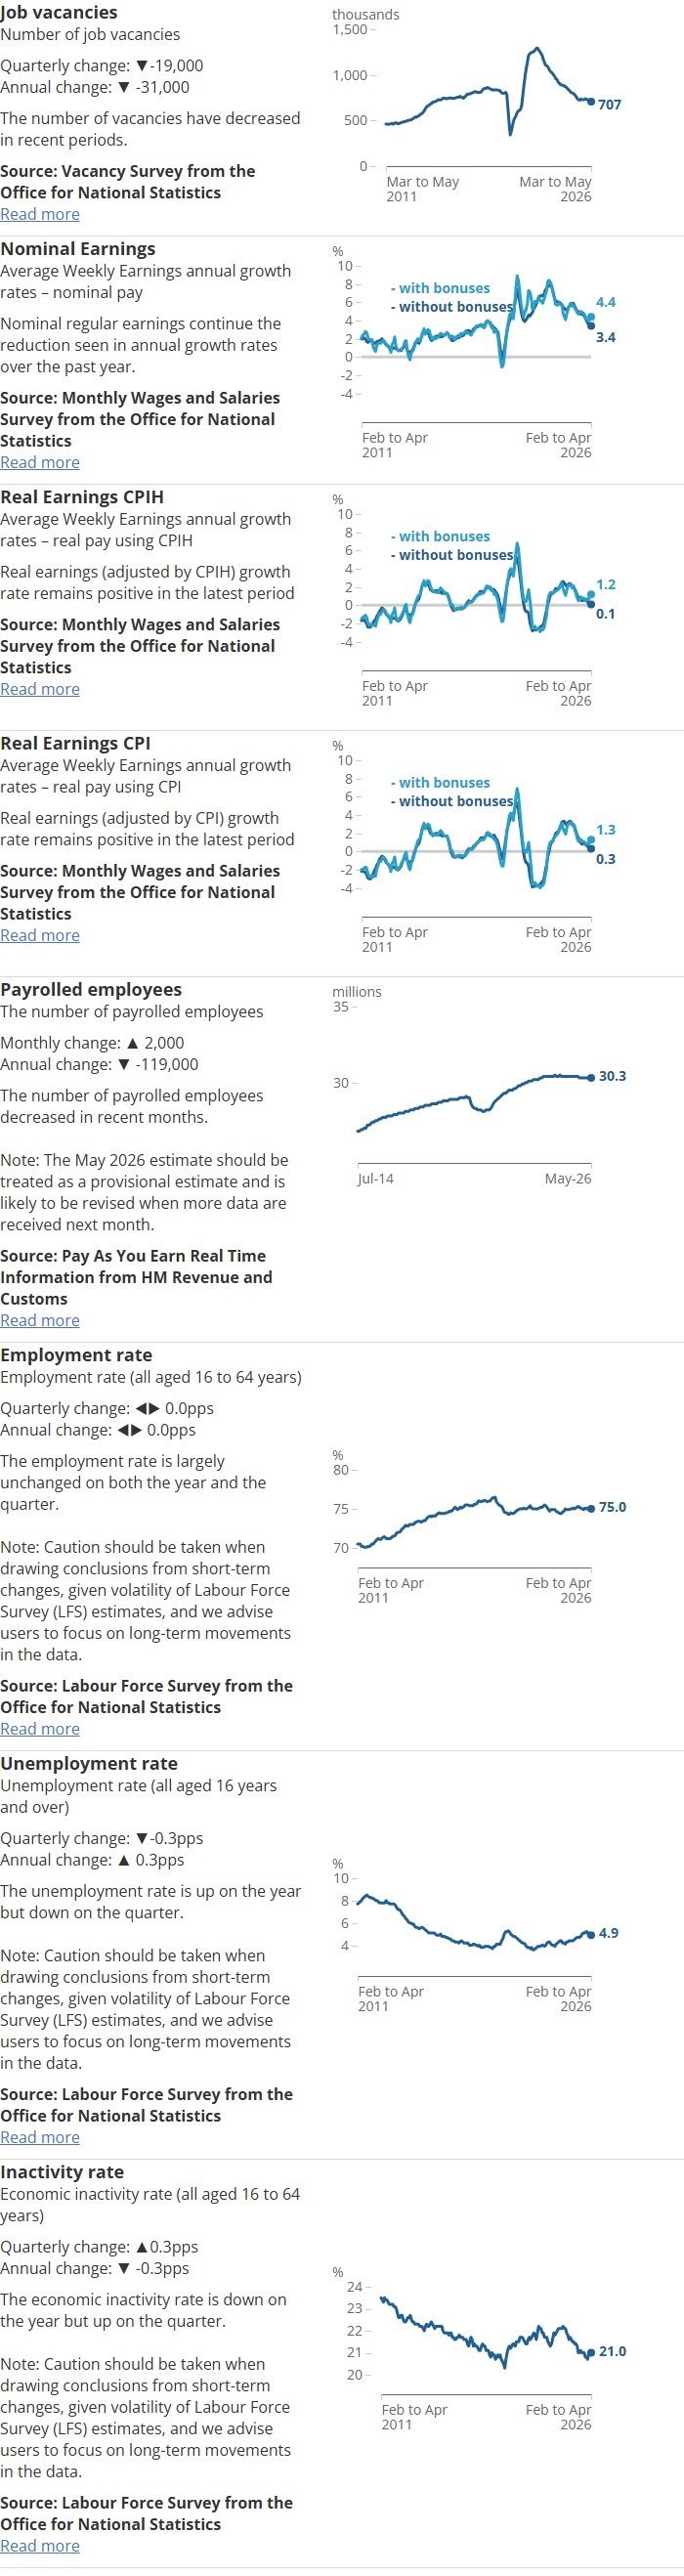 Job vacancies
Number of job vacancies
Quarterly change: ▼-19,000
Annual change: ▼ -31,000
The number of vacancies have decreased
in recent periods.
Source: Vacancy Survey from the
Office for National Statistics
Read more
thousands
1,500
1,000
500
0
707
Mar to May
2011
Mar to May
2026
Nominal Earnings
Average Weekly Earnings annual growth
rates – nominal pay
Nominal regular earnings continue the
reduction seen in annual growth rates
over the past year.
Source: Monthly Wages and Salaries
Survey from the Office for National
Statistics
Read more
%
10
8
6
4
2
0
-2
-4
- with bonuses
- without bonuses
4.4
3.4
Feb to Apr
2011
Feb to Apr
2026
Real Earnings CPIH
Average Weekly Earnings annual growth
rates – real pay using CPIH
Real earnings (adjusted by CPIH) growth
rate remains positive in the latest period
Source: Monthly Wages and Salaries
Survey from the Office for National
Statistics
Read more
%
10
8
6
4
2
0
-2
-4
- with bonuses
- without bonuses
1.2
0.1
Feb to Apr
2011
Feb to Apr
2026
Real Earnings CPI
Average Weekly Earnings annual growth
rates – real pay using CPI
Real earnings (adjusted by CPI) growth
rate remains positive in the latest period
Source: Monthly Wages and Salaries
Survey from the Office for National
Statistics
Read more
%
10
8
6
4
2
0
-2
-4
- with bonuses
- without bonuses
1.3
0.3
Feb to Apr
2011
Feb to Apr
2026
Payrolled employees
The number of payrolled employees
Monthly change: ▲ 2,000
Annual change: ▼ -119,000
The number of payrolled employees
decreased in recent months.
Note: The May 2026 estimate should be
treated as a provisional estimate and is
likely to be revised when more data are
received next month.
Source: Pay As You Earn Real Time
Information from HM Revenue and
Customs
Read more
millions
35
30
30.3
Jul-14
May-26
Employment rate
Employment rate (all aged 16 to 64 years)
Quarterly change: ◀▶ 0.0pps
Annual change: ◀▶ 0.0pps
The employment rate is largely
unchanged on both the year and the
quarter.
Note: Caution should be taken when
drawing conclusions from short-term
changes, given volatility of Labour Force
Survey (LFS) estimates, and we advise
users to focus on long-term movements
in the data.
Source: Labour Force Survey from the
Office for National Statistics
Read more
%
80
75
70
75.0
Feb to Apr
2011
Feb to Apr
2026
Unemployment rate
Unemployment rate (all aged 16 years
and over)
Quarterly change: ▼-0.3pps
Annual change: ▲ 0.3pps
The unemployment rate is up on the year
but down on the quarter.
Note: Caution should be taken when
drawing conclusions from short-term
changes, given volatility of Labour Force
Survey (LFS) estimates, and we advise
users to focus on long-term movements
in the data.
Source: Labour Force Survey from the
Office for National Statistics
Read more
%
10
8
6
4
4.9
Feb to Apr
2011
Feb to Apr
2026
Inactivity rate
Economic inactivity rate (all aged 16 to 64
years)
Quarterly change: ▲0.3pps
Annual change: ▼ -0.3pps
The economic inactivity rate is down on
the year but up on the quarter.
Note: Caution should be taken when
drawing conclusions from short-term
changes, given volatility of Labour Force
Survey (LFS) estimates, and we advise
users to focus on long-term movements
in the data.
Source: Labour Force Survey from the
Office for National Statistics
Read more
%
24
23
22
21
20
21.0
Feb to Apr
2011
Feb to Apr
2026